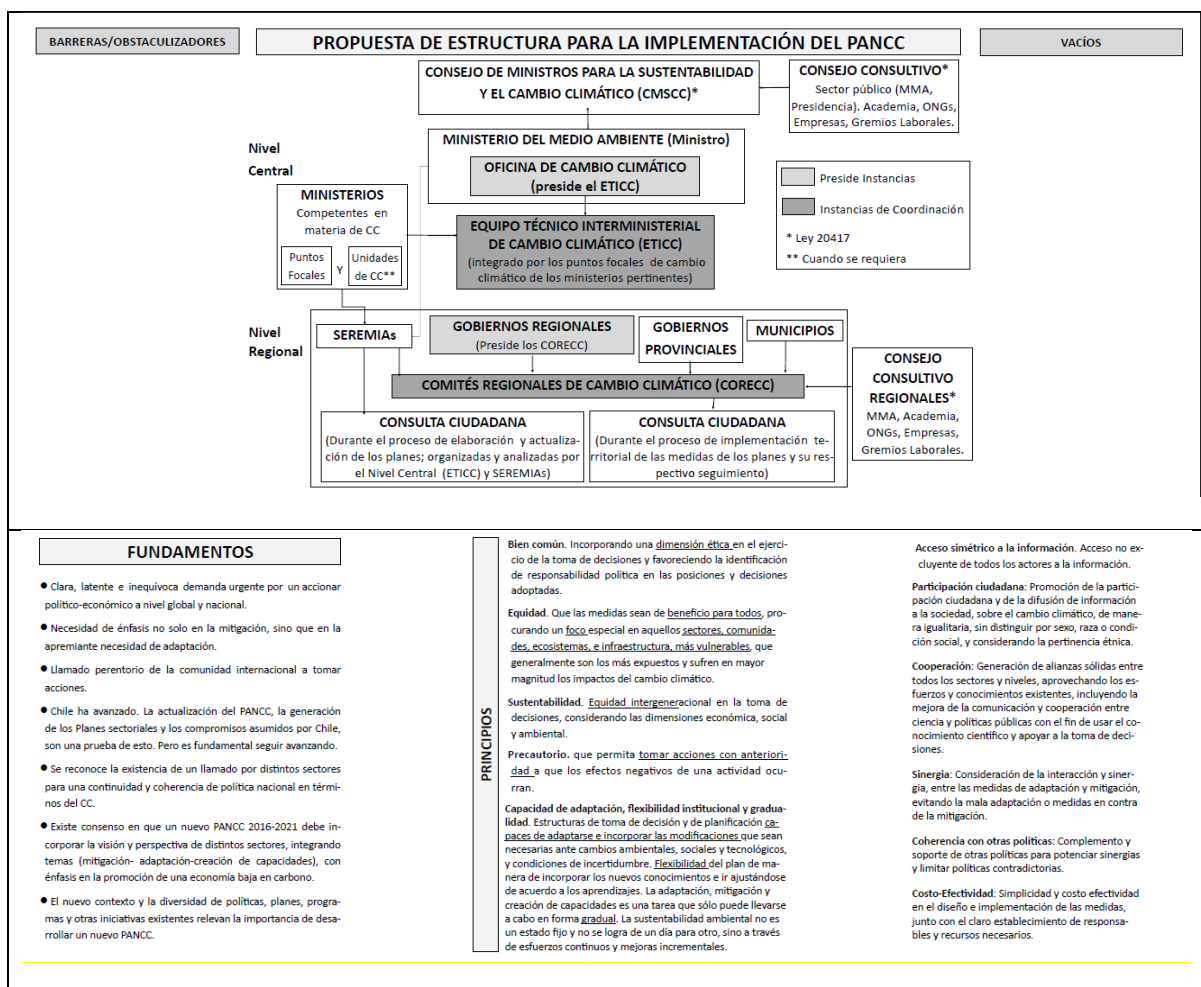 BARRERAS/OBSTACULIZADORES
PROPUESTA DE ESTRUCTURA PARA LA IMPLEMENTACIÓN DEL PANCC
VACÍOS
CONSEJO DE MINISTROS PARA LA SUSTENTABILIDAD
Y EL CAMBIO CLIMÁTICO (CMSCC)*
CONSEJO CONSULTIVO*
Sector público (MMA,
Presidencia). Academia, ONGs,
Empresas, Gremios Laborales.
Nivel
Central
MINISTERIO DEL MEDIO AMBIENTE (Ministro)
OFICINA DE CAMBIO CLIMÁTICO
(preside el ETICC)
MINISTERIOS
Competentes en
materia de CC
Puntos
Focales
Y
Unidades
de CC**
EQUIPO TÉCNICO INTERMINISTERIAL
DE CAMBIO CLIMÁTICO (ETICC)
(integrado por los puntos focales de cambio
climático de los ministerios pertinentes)
Preside Instancias
Instancias de Coordinación
* Ley 20417
** Cuando se requiera
Nivel
Regional
SEREMIAs
GOBIERNOS REGIONALES
(Preside los CORECC)
GOBIERNOS
PROVINCIALES
MUNICIPIOS
COMITÉS REGIONALES DE CAMBIO CLIMÁTICO (CORECC)
CONSEJO
CONSULTIVO
REGIONALES*
MMA, Academia,
ONGs, Empresas,
Gremios Laborales.
CONSULTA CIUDADANA
(Durante el proceso de elaboración y actualiza-
ción de los planes; organizadas y analizadas por
el Nivel Central (ETICC) y SEREMIAs)
CONSULTA CIUDADANA
(Durante el proceso de implementación te-
rritorial de las medidas de los planes y su res-
pectivo seguimiento)
FUNDAMENTOS
● Clara, latente e inequívoca demanda urgente por un accionar
político-económico a nivel global y nacional.
● Necesidad de énfasis no solo en la mitigación, sino que en la
apremiante necesidad de adaptación.
● Llamado perentorio de la comunidad internacional a tomar
acciones.
● Chile ha avanzado. La actualización del PANCC, la generación
de los Planes sectoriales y los compromisos asumidos por Chile,
son una prueba de esto. Pero es fundamental seguir avanzando.
● Se reconoce la existencia de un llamado por distintos sectores
para una continuidad y coherencia de política nacional en térmi-
nos del CC.
● Existe consenso en que un nuevo PANCC 2016-2021 debe in-
corporar la visión y perspectiva de distintos sectores, integrando
temas (mitigación- adaptación-creación de capacidades), con
énfasis en la promoción de una economía baja en carbono.
● El nuevo contexto y la diversidad de políticas, planes, progra-
mas y otras iniciativas existentes relevan la importancia de desa-
rrollar un nuevo PANCC.
PRINCIPIOS
Bien común. Incorporando una dimensión ética en el ejerci-
cio de la toma de decisiones y favoreciendo la identificación
de responsabilidad política en las posiciones y decisiones
adoptadas.
Equidad. Que las medidas sean de beneficio para todos, pro-
curando un foco especial en aquellos sectores, comunida-
des, ecosistemas, e infraestructura, más vulnerables, que
generalmente son los más expuestos y sufren en mayor
magnitud los impactos del cambio climático.
Sustentabilidad. Equidad intergeneracional en la toma de
decisiones, considerando las dimensiones económica, social
y ambiental.
Precautorio. que permita tomar acciones con anteriori-
dad a que los efectos negativos de una actividad ocu-
rran.
Capacidad de adaptación, flexibilidad institucional y gradua-
lidad. Estructuras de toma de decisión y de planificación ca-
paces de adaptarse e incorporar las modificaciones que sean
necesarias ante cambios ambientales, sociales y tecnológicos,
y condiciones de incertidumbre. Flexibilidad del plan de ma-
nera de incorporar los nuevos conocimientos e ir ajustándose
de acuerdo a los aprendizajes. La adaptación, mitigación y
creación de capacidades es una tarea que sólo puede llevarse
a cabo en forma gradual. La sustentabilidad ambiental no es
un estado fijo y no se logra de un día para otro, sino a través
de esfuerzos continuos y mejoras incrementales.
Acceso simétrico a la información. Acceso no ex-
cluyente de todos los actores a la información.
Participación ciudadana: Promoción de la partici-
pación ciudadana y de la difusión de información
a la sociedad, sobre el cambio climático, de mane-
ra igualitaria, sin distinguir por sexo, raza o condi-
ción social, y considerando la pertinencia étnica.
Cooperación: Generación de alianzas sólidas entre
todos los sectores y niveles, aprovechando los es-
fuerzos y conocimientos existentes, incluyendo la
mejora de la comunicación y cooperación entre
ciencia y políticas públicas con el fin de usar el co-
nocimiento científico y apoyar a la toma de deci-
siones.
Sinergia: Consideración de la interacción y siner-
gia, entre las medidas de adaptación y mitigación,
evitando la mala adaptación o medidas en contra
de la mitigación.
Coherencia con otras políticas: Complemento y
soporte de otras políticas para potenciar sinergias
y limitar políticas contradictorias.
Costo-Efectividad: Simplicidad y costo efectividad
en el diseño e implementación de las medidas,
junto con el claro establecimiento de responsa-
bles y recursos necesarios.